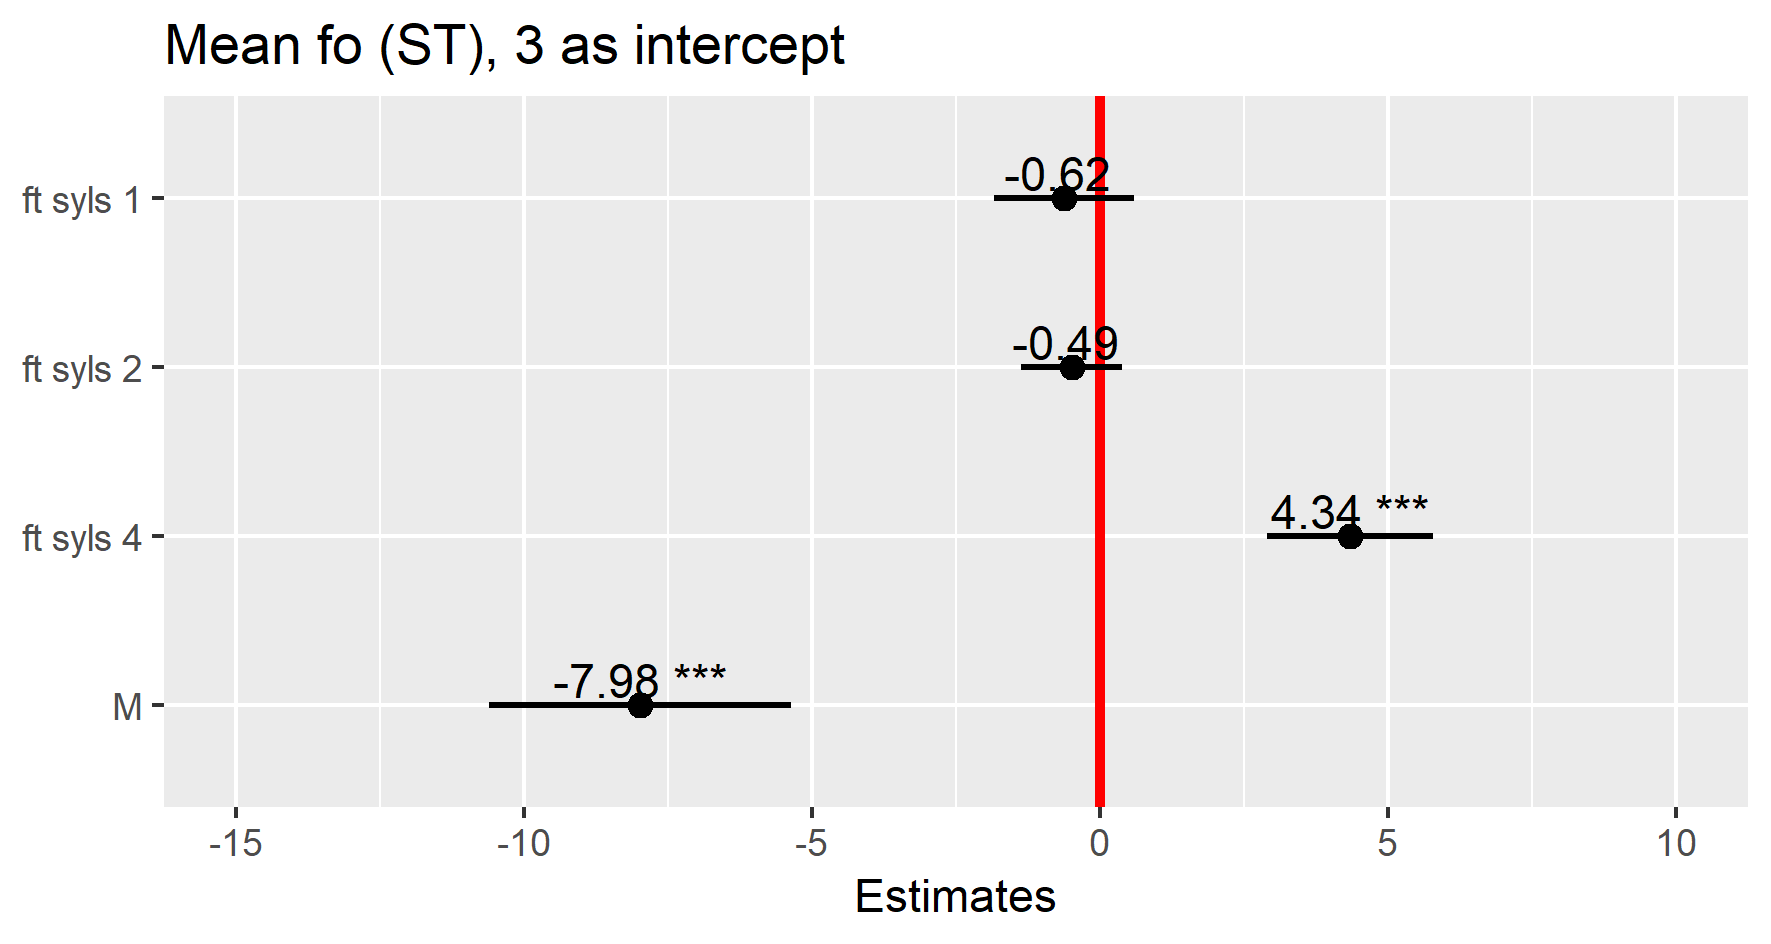 Mean fo (ST), 3 as intercept
ft syls 1
-0.62
ft syls 2
-0.49
ft syls 4
4.34 ***
M
-7.98 ***
-15 -10 -5 0 5 10
Estimates